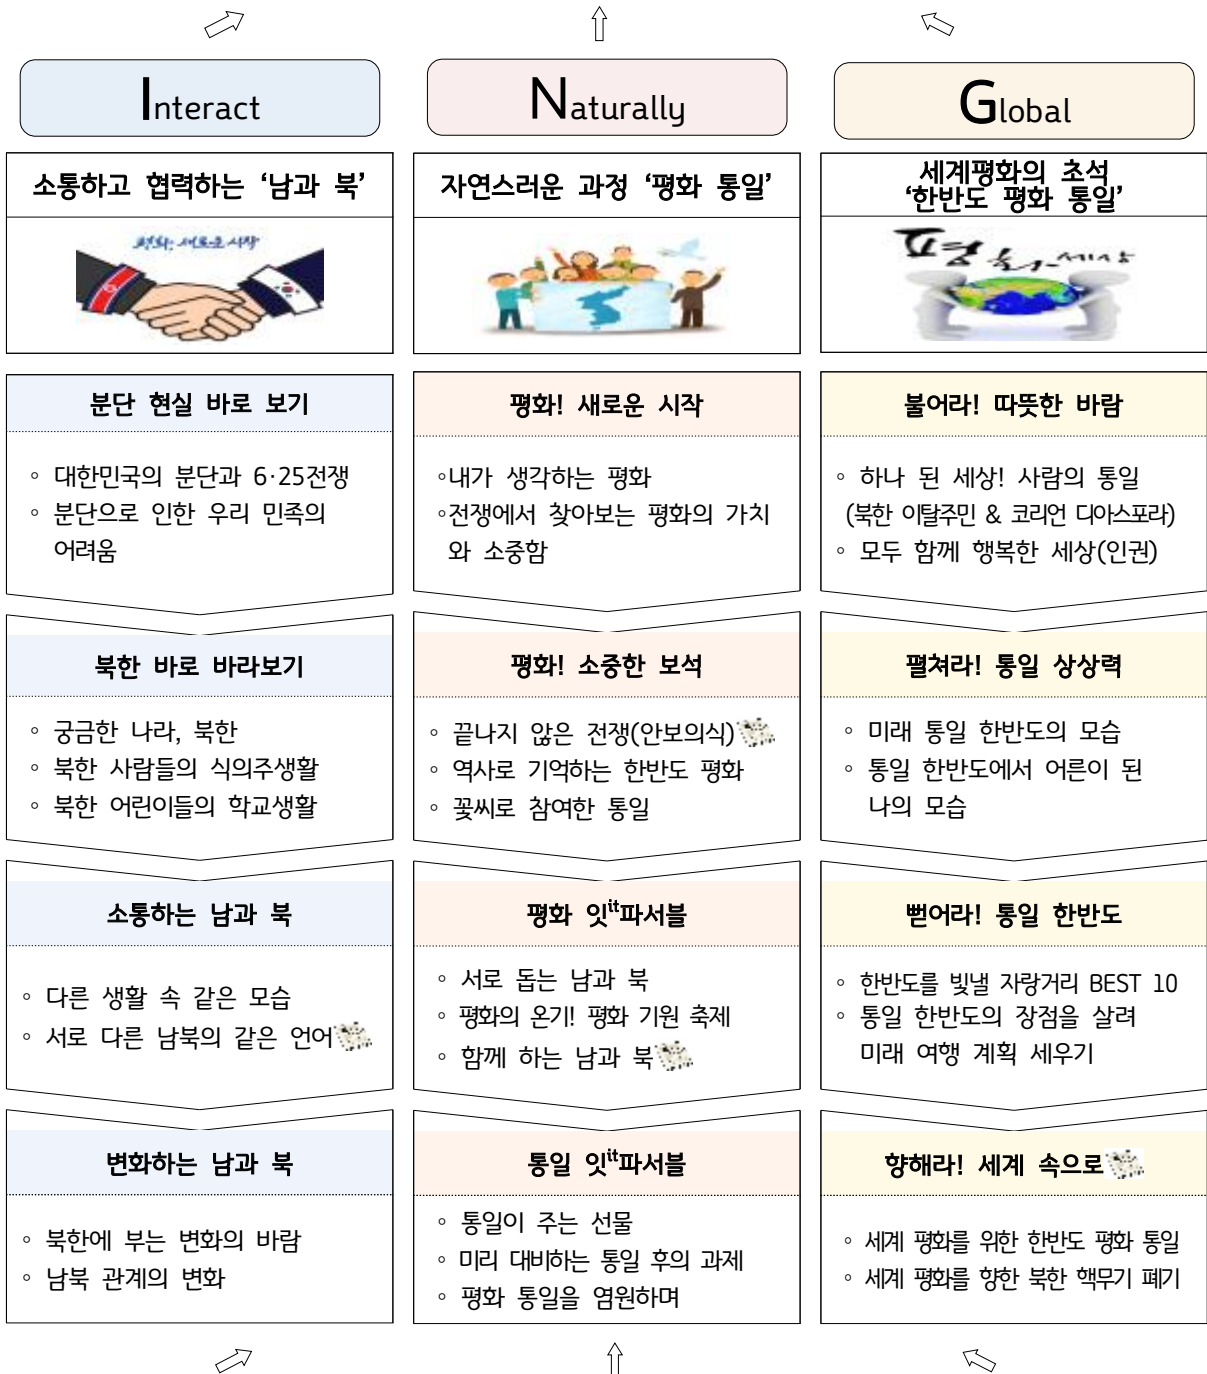 Interact
소통하고 협력하는 ‘남과 북’
평화, 새로운 시작
분단 현실 바로 보기
◦ 대한민국의 분단과 6·25전쟁
◦ 분단으로 인한 우리 민족의
어려움
북한 바로 바라보기
◦ 궁금한 나라, 북한
◦ 북한 사람들의 식의주생활
◦ 북한 어린이들의 학교생활
소통하는 남과 북
◦ 다른 생활 속 같은 모습
◦ 서로 다른 남북의 같은 언어
변화하는 남과 북
◦ 북한에 부는 변화의 바람
◦ 남북 관계의 변화
Naturally
자연스러운 과정 ‘평화 통일’
평화! 새로운 시작
◦내가 생각하는 평화
◦전쟁에서 찾아보는 평화의 가치
와 소중함
평화! 소중한 보석
◦ 끝나지 않은 전쟁(안보의식)
◦ 역사로 기억하는 한반도 평화
◦ 꽃씨로 참여한 통일
평화 잇it파서블
◦ 서로 돕는 남과 북
◦ 평화의 온기! 평화 기원 축제
◦ 함께 하는 남과 북
통일 잇it파서블
◦ 통일이 주는 선물
◦ 미리 대비하는 통일 후의 과제
◦ 평화 통일을 염원하며
Global
세계평화의 초석
‘한반도 평화 통일’
세상
불어라! 따뜻한 바람
◦ 하나 된 세상! 사람의 통일
(북한 이탈주민 & 코리언 디아스포라)
◦ 모두 함께 행복한 세상(인권)
펼쳐라! 통일 상상력
◦ 미래 통일 한반도의 모습
◦ 통일 한반도에서 어른이 된
나의 모습
뻗어라! 통일 한반도
◦ 한반도를 빛낼 자랑거리 BEST 10
◦ 통일 한반도의 장점을 살려
미래 여행 계획 세우기
향해라! 세계 속으로
◦ 세계 평화를 위한 한반도 평화 통일
◦ 세계 평화를 향한 북한 핵무기 폐기